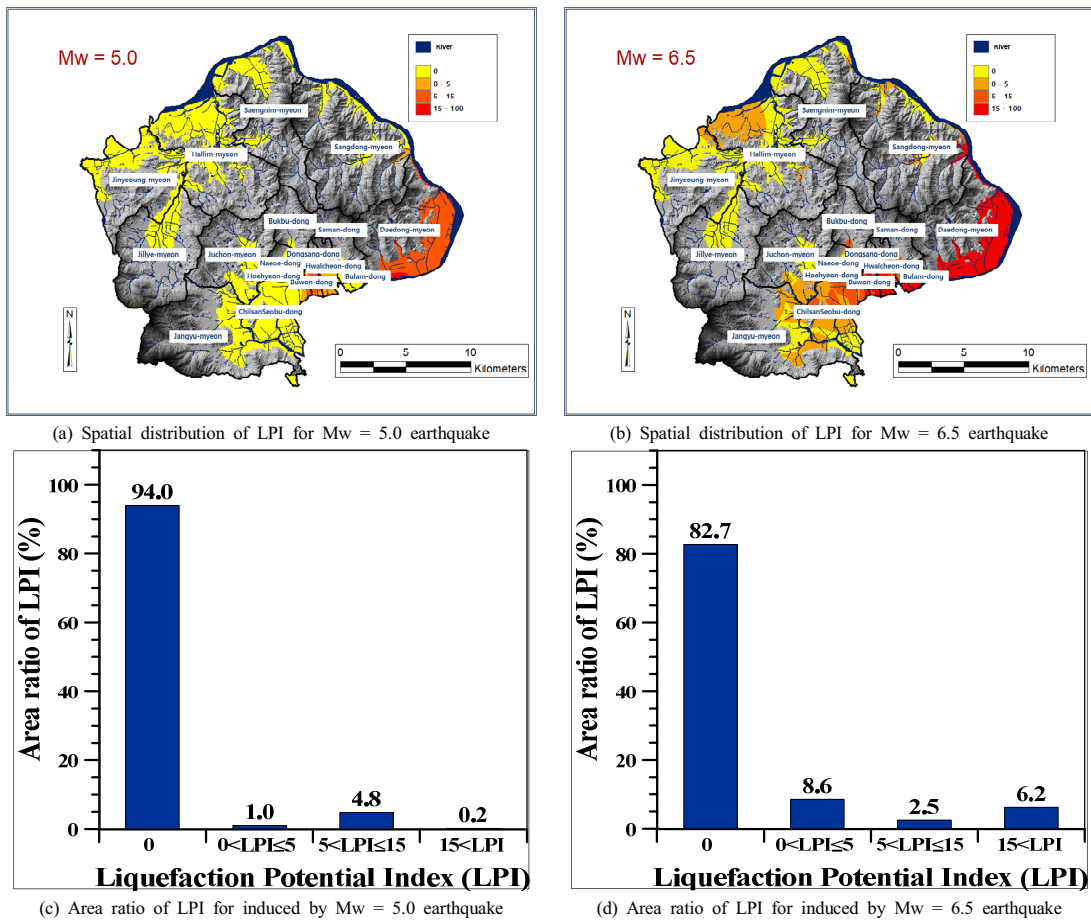 Mw = 5.0
River
0
0 - 5
5 - 15
15 - 100
Saengnim-myeon
Sangdong-myeon
Hallim-myeon
Jinyeoung-myeon
Bukbu-dong
Saman-dong
Daedong-myeon
Jillye-myeon
Juchon-myeon
Dongsang-dong
Naeoe-dong
Hwalcheon-dong
Hoehyeon-dong
Buwon-dong
Bulam-dong
ChilsanSeobu-dong
Jangyu-myeon
N
0 5 10
Kilometers
(a) Spatial distribution of LPI for Mw = 5.0 earthquake
Mw = 6.5
River
0
0 - 5
5 - 15
15 - 100
Saengnim-myeon
Sangdong-myeon
Hallim-myeon
Jinyeoung-myeon
Bukbu-dong
Saman-dong
Daedong-myeon
Jillye-myeon
Juchon-myeon
Dongsang-dong
Naeoe-dong
Hwalcheon-dong
Hoehyeon-dong
Buwon-dong
Bulam-dong
ChilsanSeobu-dong
Jangyu-myeon
N
0 5 10
Kilometers
(b) Spatial distribution of LPI for Mw = 6.5 earthquake
Area ratio of LPI (%)
100
80
60
40
20
0
94.0
1.0
4.8
0.2
0
0<LPI≤5
5<LPI≤15
15<LPI
Liquefaction Potential Index (LPI)
(c) Area ratio of LPI for induced by Mw = 5.0 earthquake
Area ratio of LPI (%)
100
80
60
40
20
0
82.7
8.6
2.5
6.2
0
0<LPI≤5
5<LPI≤15
15<LPI
Liquefaction Potential Index (LPI)
(d) Area ratio of LPI for induced by Mw = 6.5 earthquake